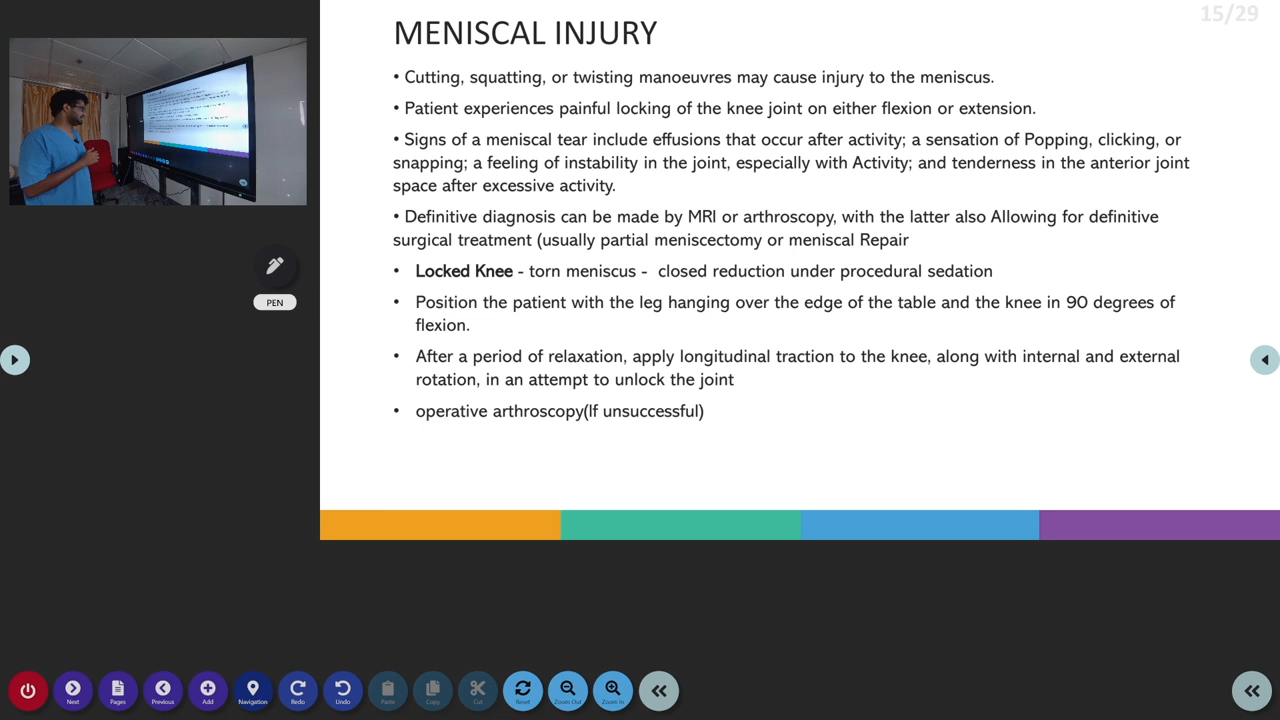 15/29
MENISCAL INJURY
• Cutting, squatting, or twisting manoeuvres may cause injury to the meniscus.
• Patient experiences painful locking of the knee joint on either flexion or extension.
• Signs of a meniscal tear include effusions that occur after activity; a sensation of Popping, clicking, or
snapping; a feeling of instability in the joint, especially with Activity; and tenderness in the anterior joint
space after excessive activity.
• Definitive diagnosis can be made by MRI or arthroscopy, with the latter also Allowing for definitive
surgical treatment (usually partial meniscectomy or meniscal Repair
• Locked Knee - torn meniscus - closed reduction under procedural sedation
• Position the patient with the leg hanging over the edge of the table and the knee in 90 degrees of
flexion.
• After a period of relaxation, apply longitudinal traction to the knee, along with internal and external
rotation, in an attempt to unlock the joint
• operative arthroscopy(If unsuccessful)
PEN
Next Pages Previous Add Navigation Redo Undo Paste Copy Cut Reset Zoom Out Zoom In